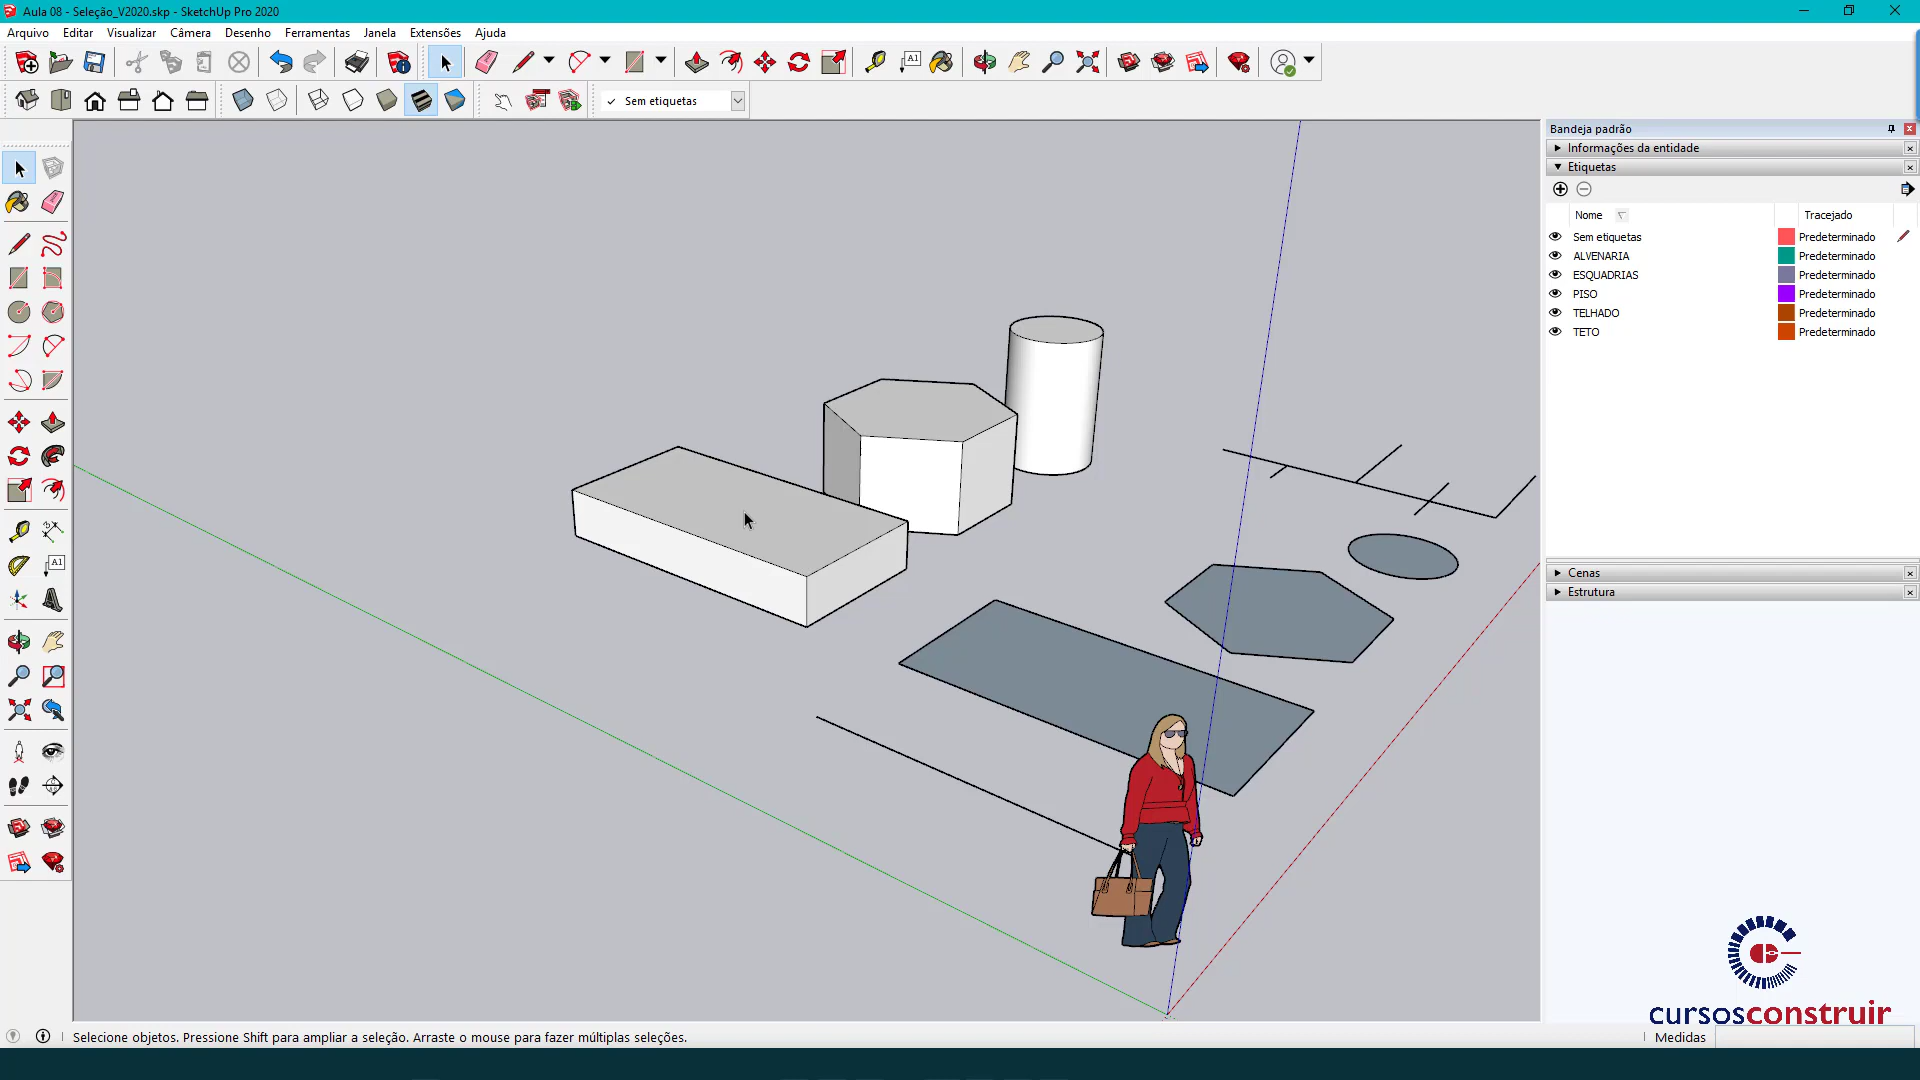 Aula 08 - Seleção_V2020.skp - SketchUp Pro 2020
Arquivo Editar Visualizar Câmera Desenho Ferramentas Janela Extensões Ajuda
A1
Sem etiquetas
Bandeja padrão
Informações da entidade
Etiquetas
Nome Tracejado
Sem etiquetas Predeterminado
ALVENARIA Predeterminado
ESQUADRIAS Predeterminado
PISO Predeterminado
TELHADO Predeterminado
TETO Predeterminado
A1
Cenas
Estrutura
cursosconstruir
Selecione objetos. Pressione Shift para ampliar a seleção. Arraste o mouse para fazer múltiplas seleções.
Medidas